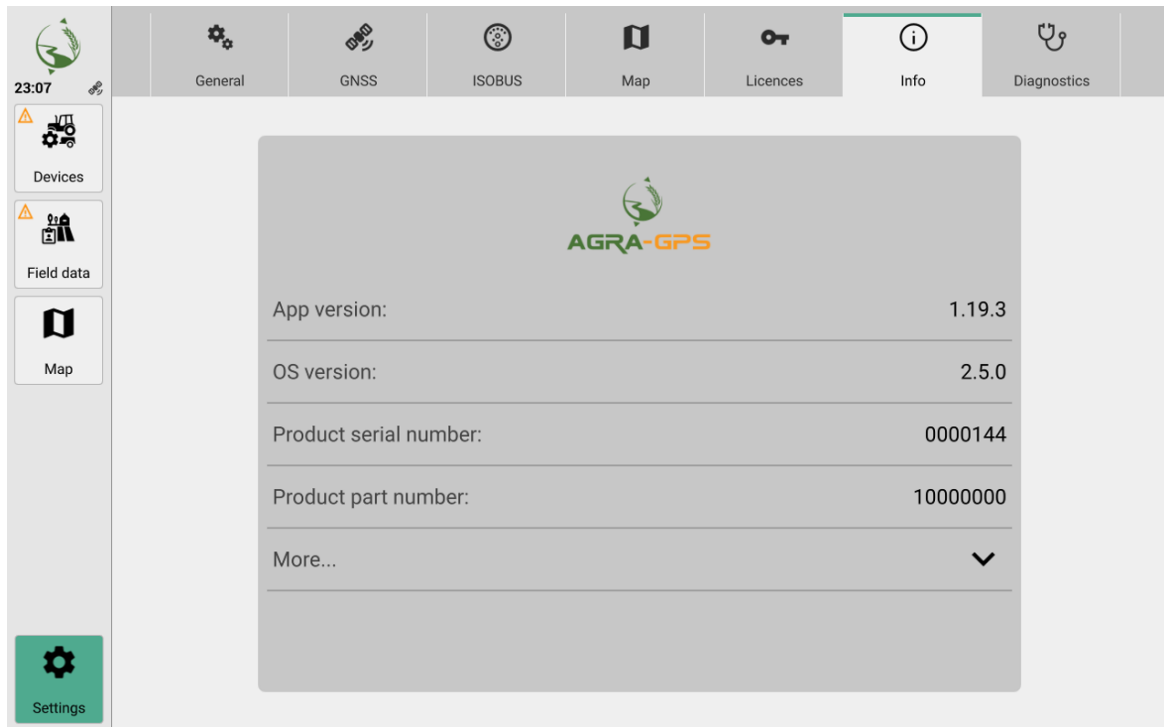 23:07
Devices
Field data
Map
Settings
General
GNSS
ISOBUS
Map
Licences
Info
Diagnostics
AGRA-GPS
App version: 1.19.3
OS version: 2.5.0
Product serial number: 0000144
Product part number: 10000000
More...